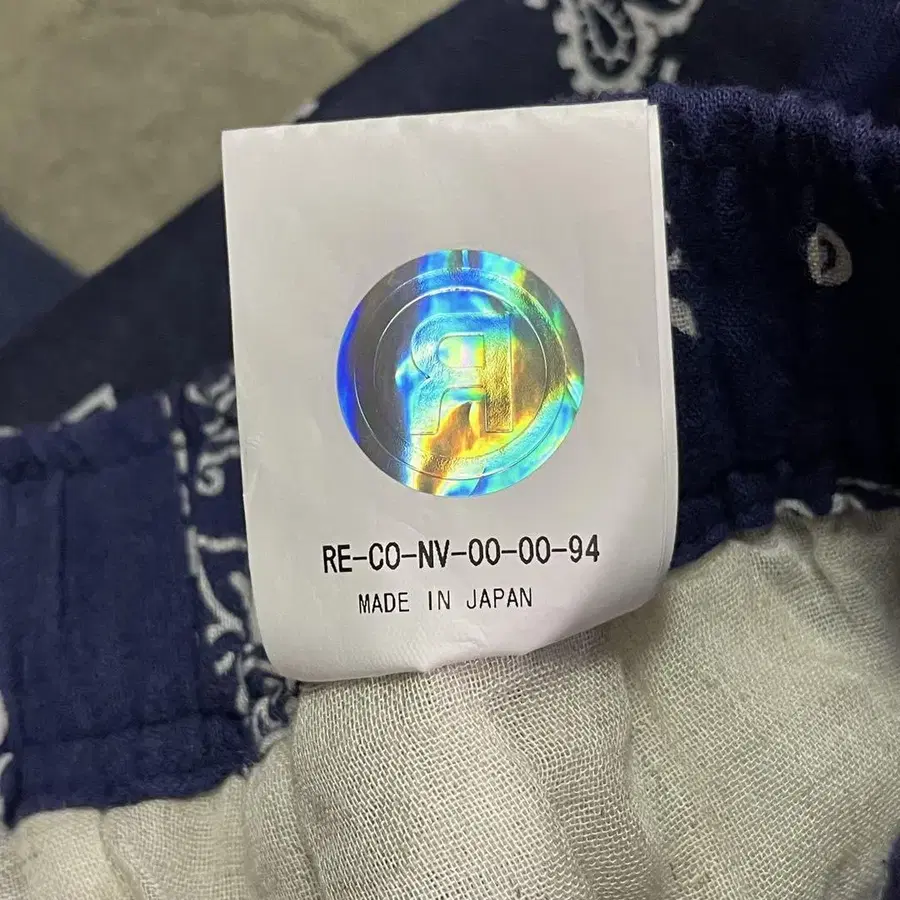 R
RE-CO-NV-00-00-94
MADE IN JAPAN